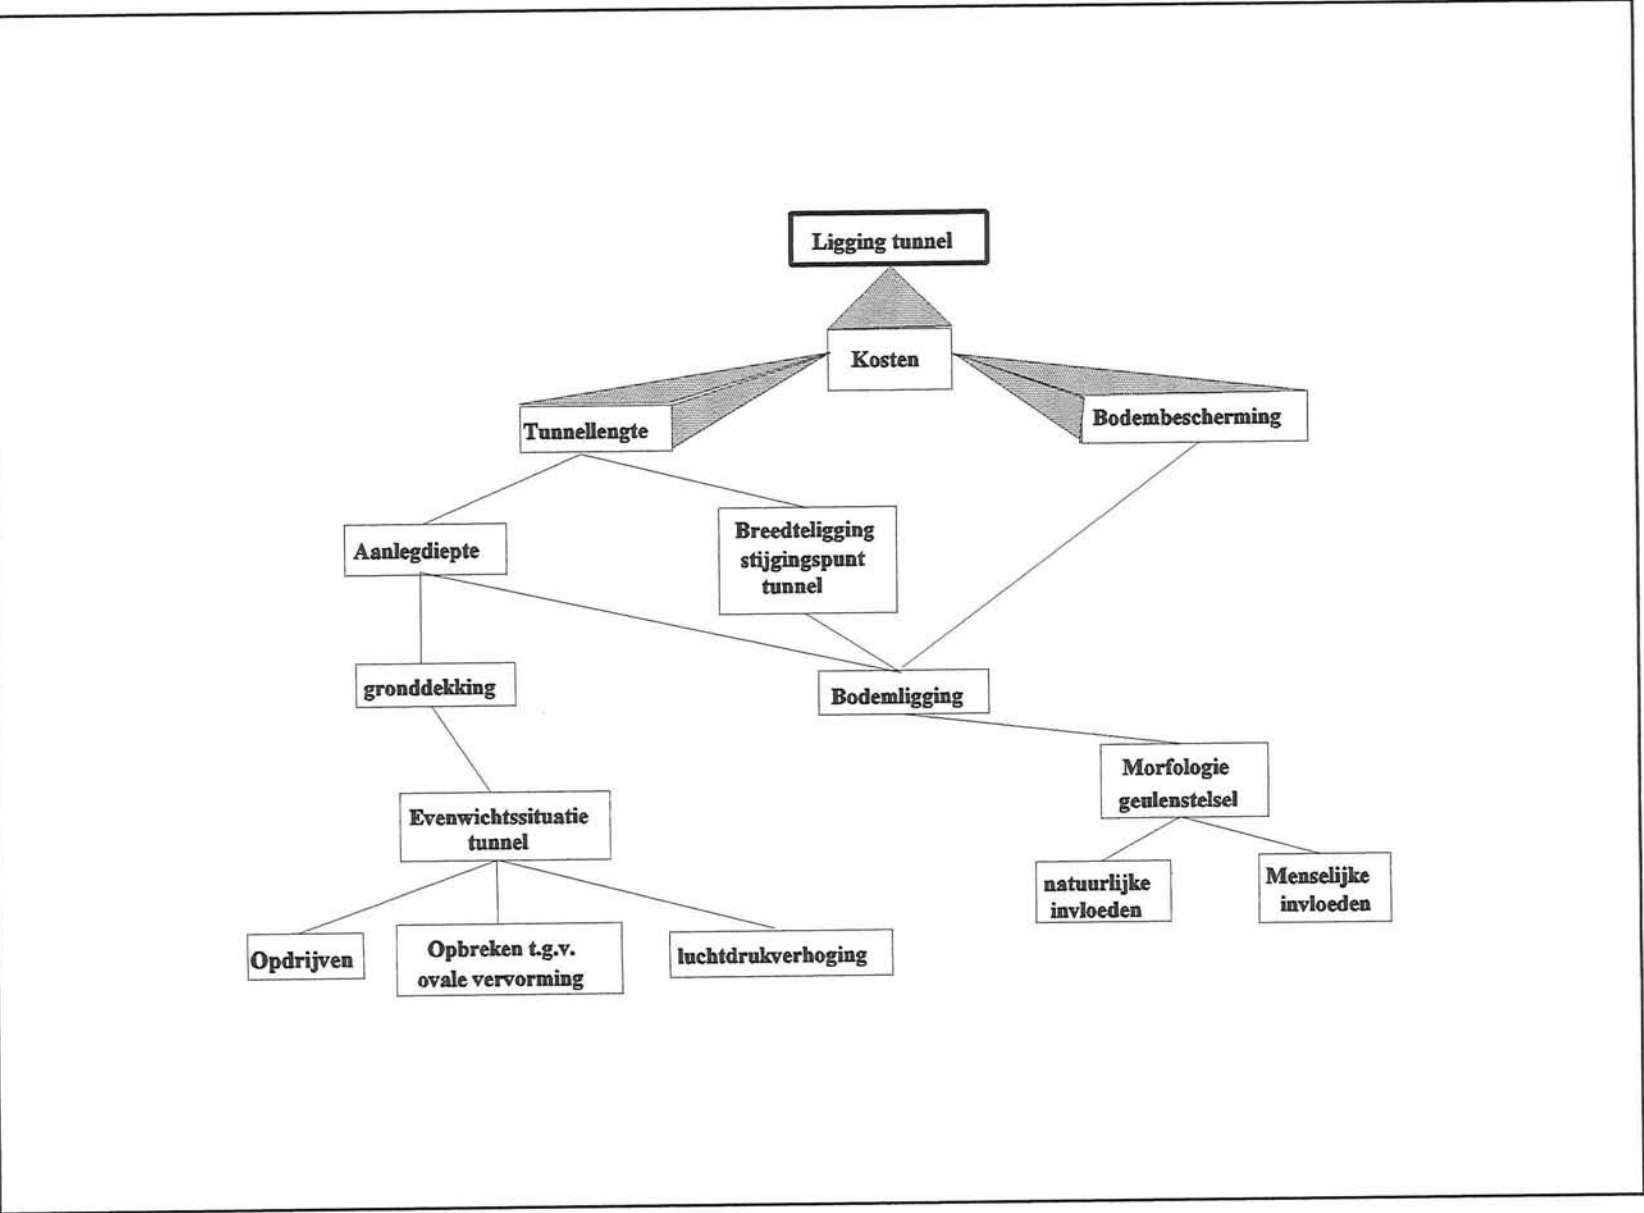 Ligging tunnel
Kosten
Tunnellengte
Bodembescherming
Aanlegdiepte
Breedteligging
stijgingspunt
tunnel
gronddekking
Bodemligging
Morfologie
geulenstelsel
Evenwichtssituatie
tunnel
natuurlijke
invloeden
Menselijke
invloeden
Opdrijven
Opbreken t.g.v.
ovale vervorming
luchtdrukverhoging